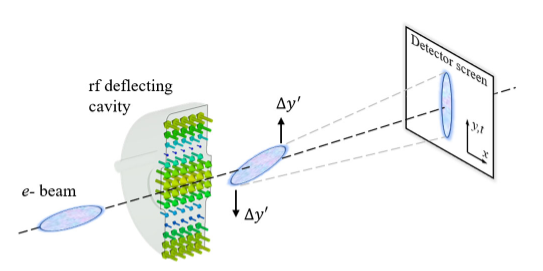 Detector screen
rf deflecting
cavity
Δy′
y,t
x
e- beam
Δy′